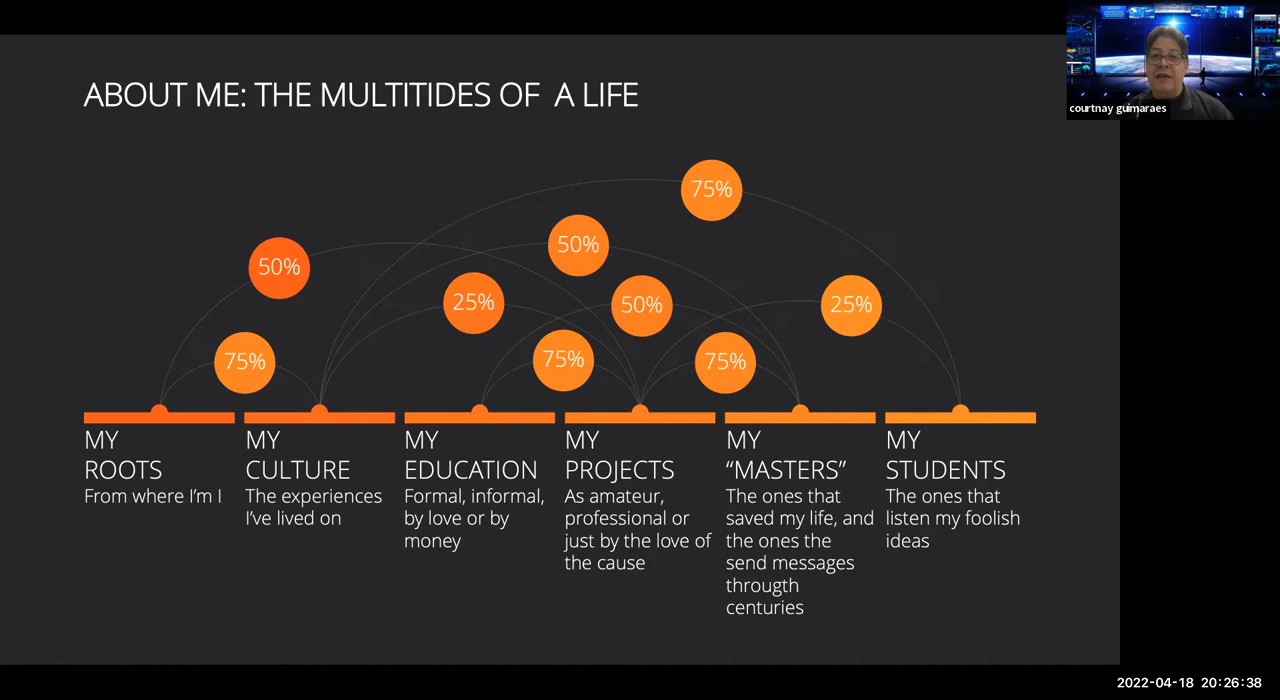 ABOUT ME: THE MULTITIDES OF A LIFE
courtnay guimaraes
75%
50%
50%
25%
50%
25%
75%
75%
75%
MY
ROOTS
From where I'm I
MY
CULTURE
The experiences
I've lived on
MY
EDUCATION
Formal, informal,
by love or by
money
MY
PROJECTS
As amateur,
professional or
just by the love of
the cause
MY
“MASTERS”
The ones that
saved my life, and
the ones the
send messages
througth
centuries
MY
STUDENTS
The ones that
listen my foolish
ideas
2022-04-18 20:26:38